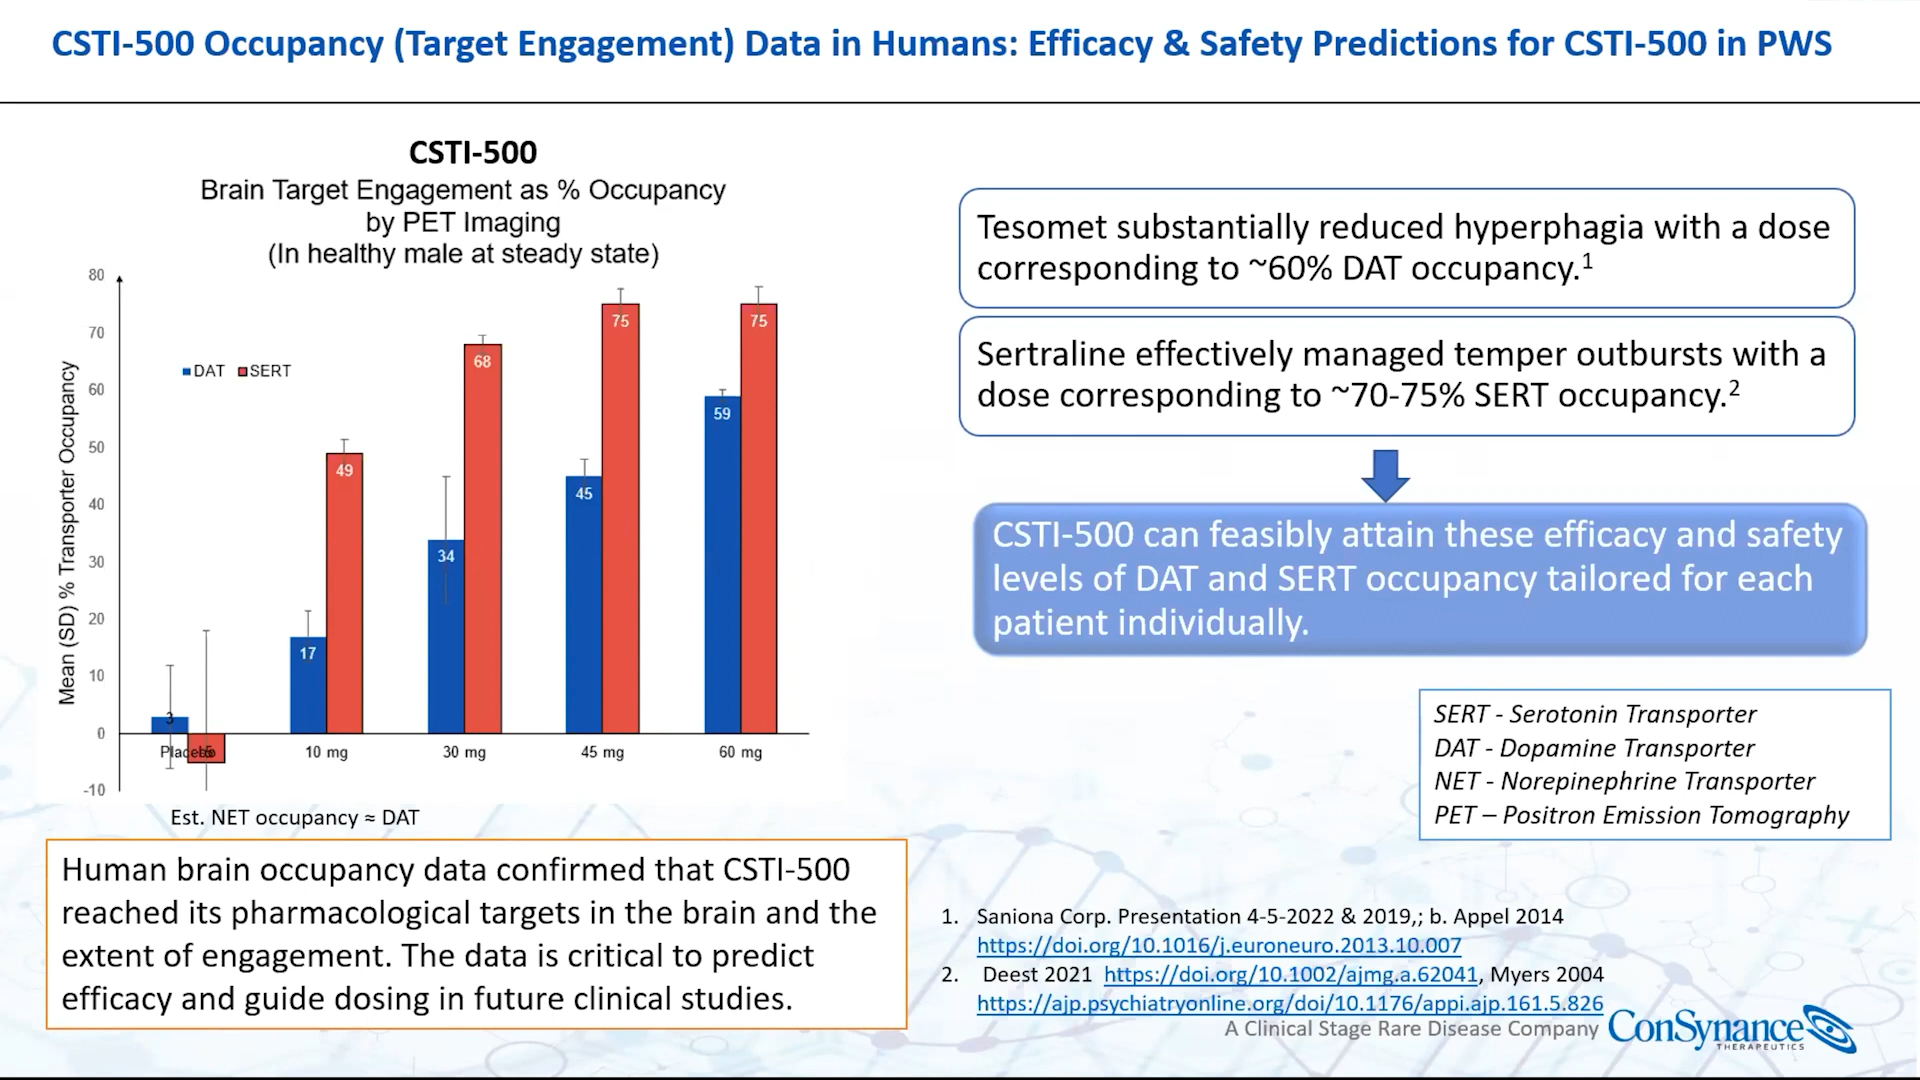 CSTI-500 Occupancy (Target Engagement) Data in Humans: Efficacy & Safety Predictions for CSTI-500 in PWS
CSTI-500
Brain Target Engagement as % Occupancy
by PET Imaging
(In healthy male at steady state)
Mean (SD) % Transporter Occupancy
80
70
60
50
40
30
20
10
0
-10
DAT SERT
3
17
49
34
68
45
75
59
75
Placebo
10 mg
30 mg
45 mg
60 mg
Est. NET occupancy ≈ DAT
Human brain occupancy data confirmed that CSTI-500
reached its pharmacological targets in the brain and the
extent of engagement. The data is critical to predict
efficacy and guide dosing in future clinical studies.
Tesomet substantially reduced hyperphagia with a dose
corresponding to ~60% DAT occupancy.1
Sertraline effectively managed temper outbursts with a
dose corresponding to ~70-75% SERT occupancy.2
CSTI-500 can feasibly attain these efficacy and safety
levels of DAT and SERT occupancy tailored for each
patient individually.
SERT - Serotonin Transporter
DAT - Dopamine Transporter
NET - Norepinephrine Transporter
PET – Positron Emission Tomography
1. Saniona Corp. Presentation 4-5-2022 & 2019,; b. Appel 2014
https://doi.org/10.1016/j.euroneuro.2013.10.007
2. Deest 2021 https://doi.org/10.1002/ajmg.a.62041, Myers 2004
https://ajp.psychiatryonline.org/doi/10.1176/appi.ajp.161.5.826
A Clinical Stage Rare Disease Company
ConSynance
THERAPEUTICS